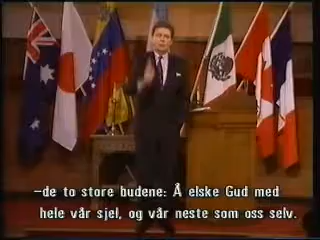 -de to store budene: Å elske Gud med
hele vår sjel, og vår neste som oss selv.